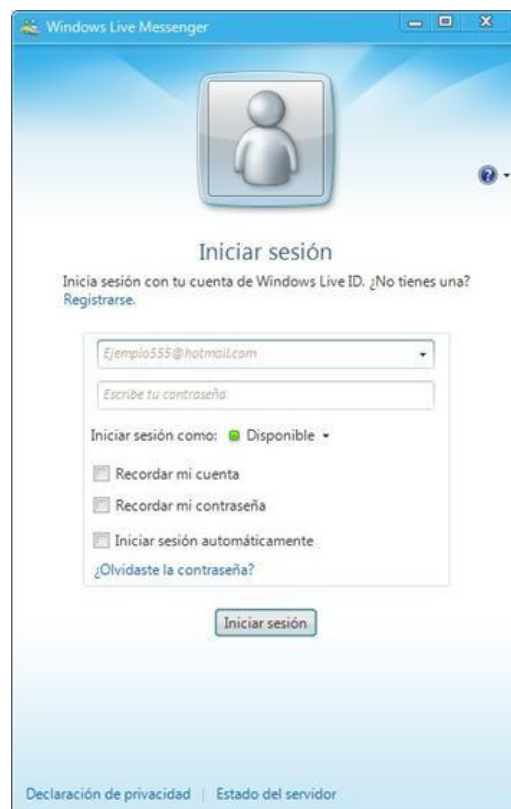 Windows Live Messenger
Iniciar sesión
Inicia sesión con tu cuenta de Windows Live ID. ¿No tienes una?
Registrarse.
Ejemplo555@hotmail.com
Escribe tu contraseña
Iniciar sesión como: Disponible
Recordar mi cuenta
Recordar mi contraseña
Iniciar sesión automáticamente
¿Olvidaste la contraseña?
Iniciar sesión
Declaración de privacidad | Estado del servidor